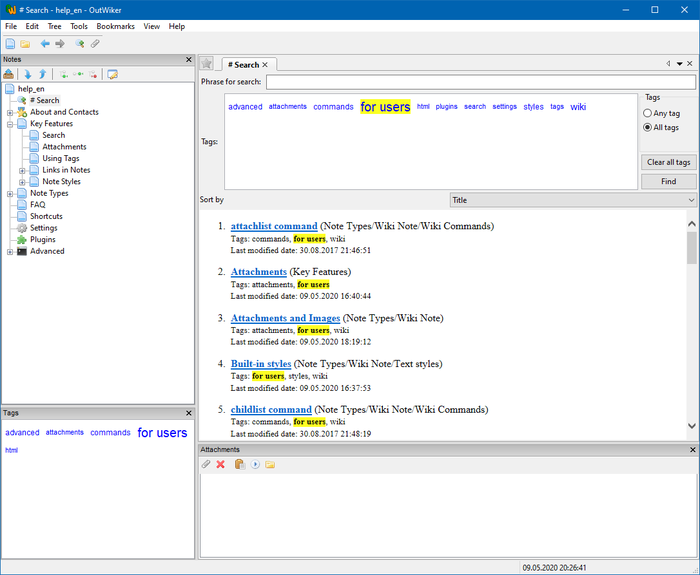 # Search - help_en - OutWiker
File Edit Tree Tools Bookmarks View Help
Notes
help_en
# Search
About and Contacts
Key Features
Search
Attachments
Using Tags
Links in Notes
Note Styles
Note Types
FAQ
Shortcuts
Settings
Plugins
Advanced
Tags
advanced attachments commands for users
html
# Search
Phrase for search:
Tags:
advanced attachments commands for users html plugins search settings styles tags wiki
Tags
Any tag
All tags
Clear all tags
Find
Sort by
Title
1. attachlist command (Note Types/Wiki Note/Wiki Commands)
Tags: commands, for users, wiki
Last modified date: 30.08.2017 21:46:51
2. Attachments (Key Features)
Tags: attachments, for users
Last modified date: 09.05.2020 16:40:44
3. Attachments and Images (Note Types/Wiki Note)
Tags: attachments, for users, wiki
Last modified date: 09.05.2020 18:19:12
4. Built-in styles (Note Types/Wiki Note/Text styles)
Tags: for users, styles, wiki
Last modified date: 09.05.2020 16:37:53
5. childlist command (Note Types/Wiki Note/Wiki Commands)
Tags: commands, for users, wiki
Last modified date: 30.08.2017 21:48:19
Attachments
09.05.2020 20:26:41